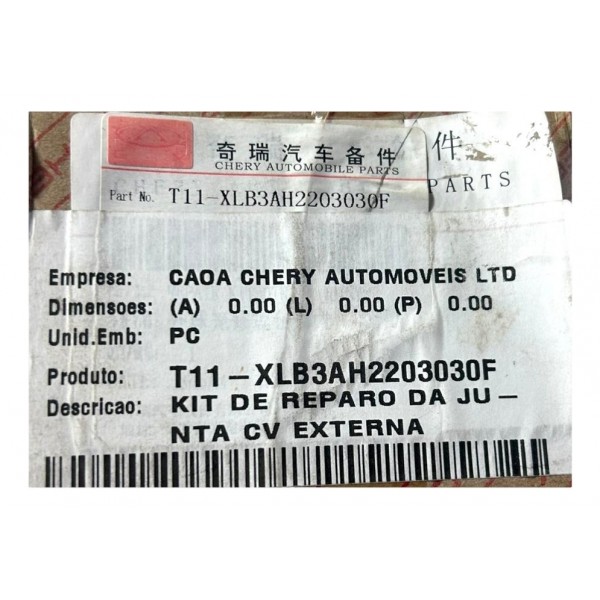 奇瑞汽车备件
CHERY AUTOMOBILE PARTS
件
PARTS
Part No. T11-XLB3AH2203030F
Empresa: CAOA CHERY AUTOMOVEIS LTD
Dimensoes: (A) 0.00 (L) 0.00 (P) 0.00
Unid.Emb: PC
Produto: T11-XLB3AH2203030F
Descricao: KIT DE REPARO DA JU-
NTA CV EXTERNA